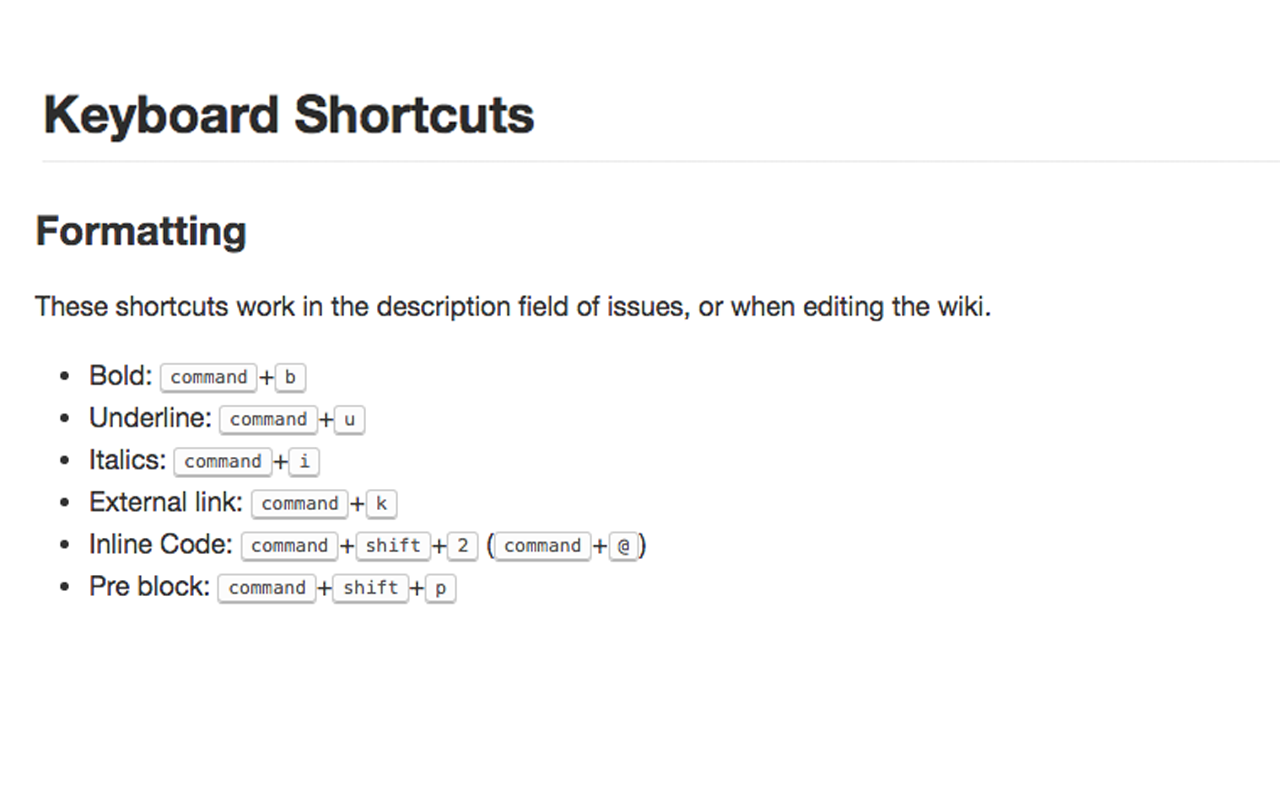 Keyboard Shortcuts
Formatting
These shortcuts work in the description field of issues, or when editing the wiki.
• Bold: command+b
• Underline: command+u
• Italics: command+i
• External link: command+k
• Inline Code: command+shift+2 (command+@)
• Pre block: command+shift+p